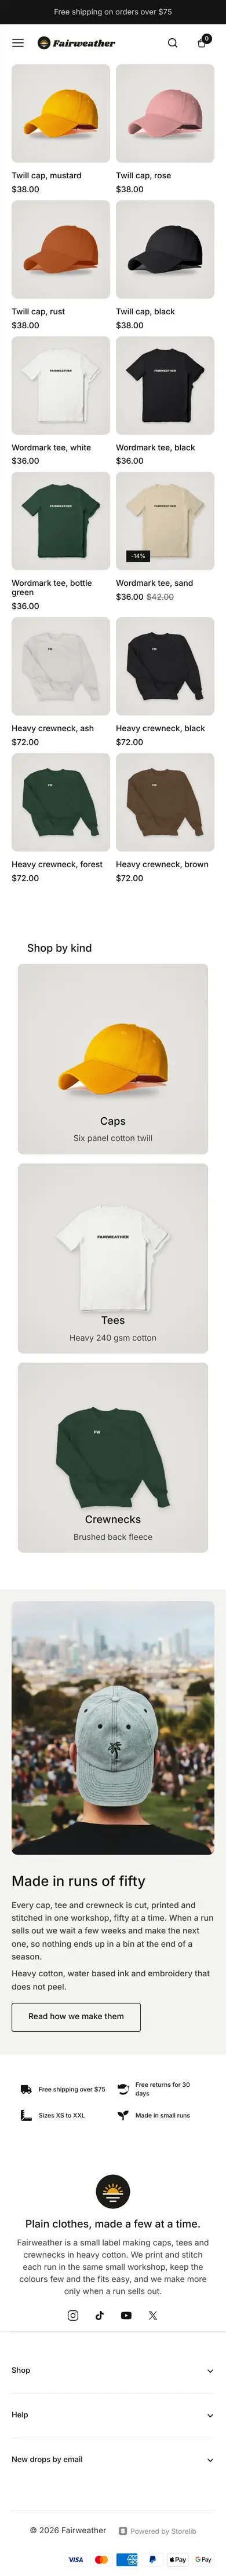 Free shipping on orders over $75
Fairweather
0
Twill cap, mustard
$38.00
Twill cap, rose
$38.00
Twill cap, rust
$38.00
Twill cap, black
$38.00
FAIRWEATHER
FAIRWEATHER
Wordmark tee, white
$36.00
Wordmark tee, black
$36.00
FAIRWEATHER
FAIRWEATHER
-14%
Wordmark tee, bottle
green
$36.00
Wordmark tee, sand
$36.00 $42.00
FW
FW
Heavy crewneck, ash
$72.00
Heavy crewneck, black
$72.00
FW
FW
Heavy crewneck, forest
$72.00
Heavy crewneck, brown
$72.00
Shop by kind
Caps
Six panel cotton twill
FAIRWEATHER
Tees
Heavy 240 gsm cotton
FW
Crewnecks
Brushed back fleece
Made in runs of fifty
Every cap, tee and crewneck is cut, printed and
stitched in one workshop, fifty at a time. When a run
sells out we wait a few weeks and make the next
one, so nothing ends up in a bin at the end of a
season.
Heavy cotton, water based ink and embroidery that
does not peel.
Read how we make them
Free shipping over $75
Free returns for 30
days
Sizes XS to XXL
Made in small runs
Plain clothes, made a few at a time.
Fairweather is a small label making caps, tees and
crewnecks in heavy cotton. We print and stitch
each run in the same small workshop, keep the
colours few and the fits easy, and we make more
only when a run sells out.
Shop
Help
New drops by email
© 2026 Fairweather
Powered by Storelib
VISA
AMEX
Pay
G Pay